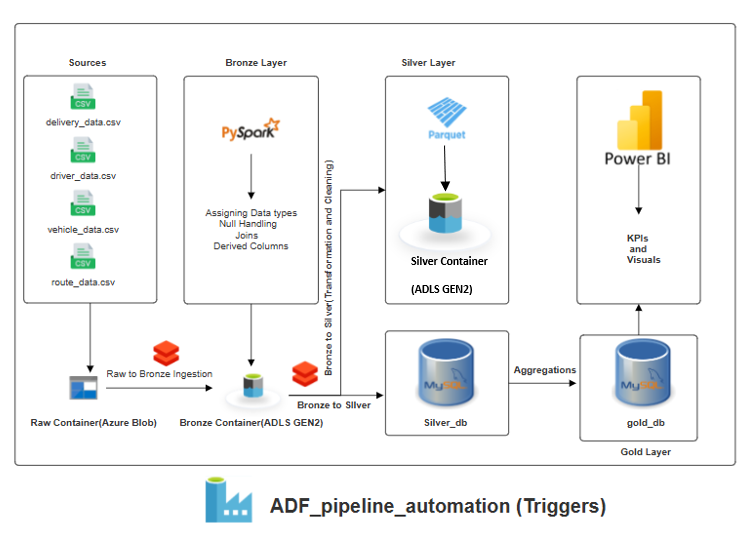 Sources
Bronze Layer
Silver Layer
CSV
delivery_data.csv
CSV
driver_data.csv
CSV
vehicle_data.csv
CSV
route_data.csv
PySpark
Assigning Data types
Null Handling
Joins
Derived Columns
Bronze to Silver(Transformation and Cleaning)
Parquet
Silver Container
(ADLS GEN2)
Power BI
KPIs
and
Visuals
Raw to Bronze Ingestion
Raw Container(Azure Blob)
Bronze Container(ADLS GEN2)
Bronze to SIlver
MySQL
Silver_db
Aggregations
MySQL
gold_db
Gold Layer
ADF_pipeline_automation (Triggers)